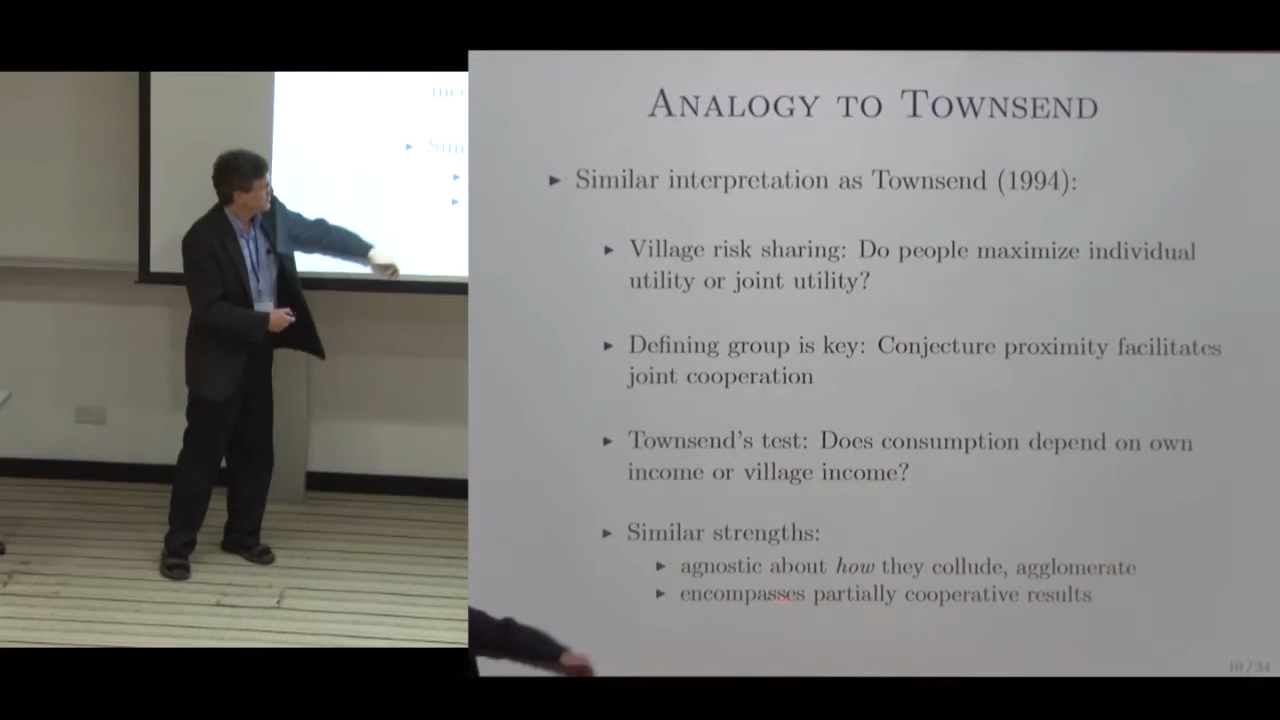 ANALOGY TO TOWNSEND
▸ Similar interpretation as Townsend (1994):
▸ Village risk sharing: Do people maximize individual
utility or joint utility?
▸ Defining group is key: Conjecture proximity facilitates
joint cooperation
▸ Townsend's test: Does consumption depend on own
income or village income?
▸ Similar strengths:
▸ agnostic about how they collude, agglomerate
▸ encompasses partially cooperative results
10 / 34